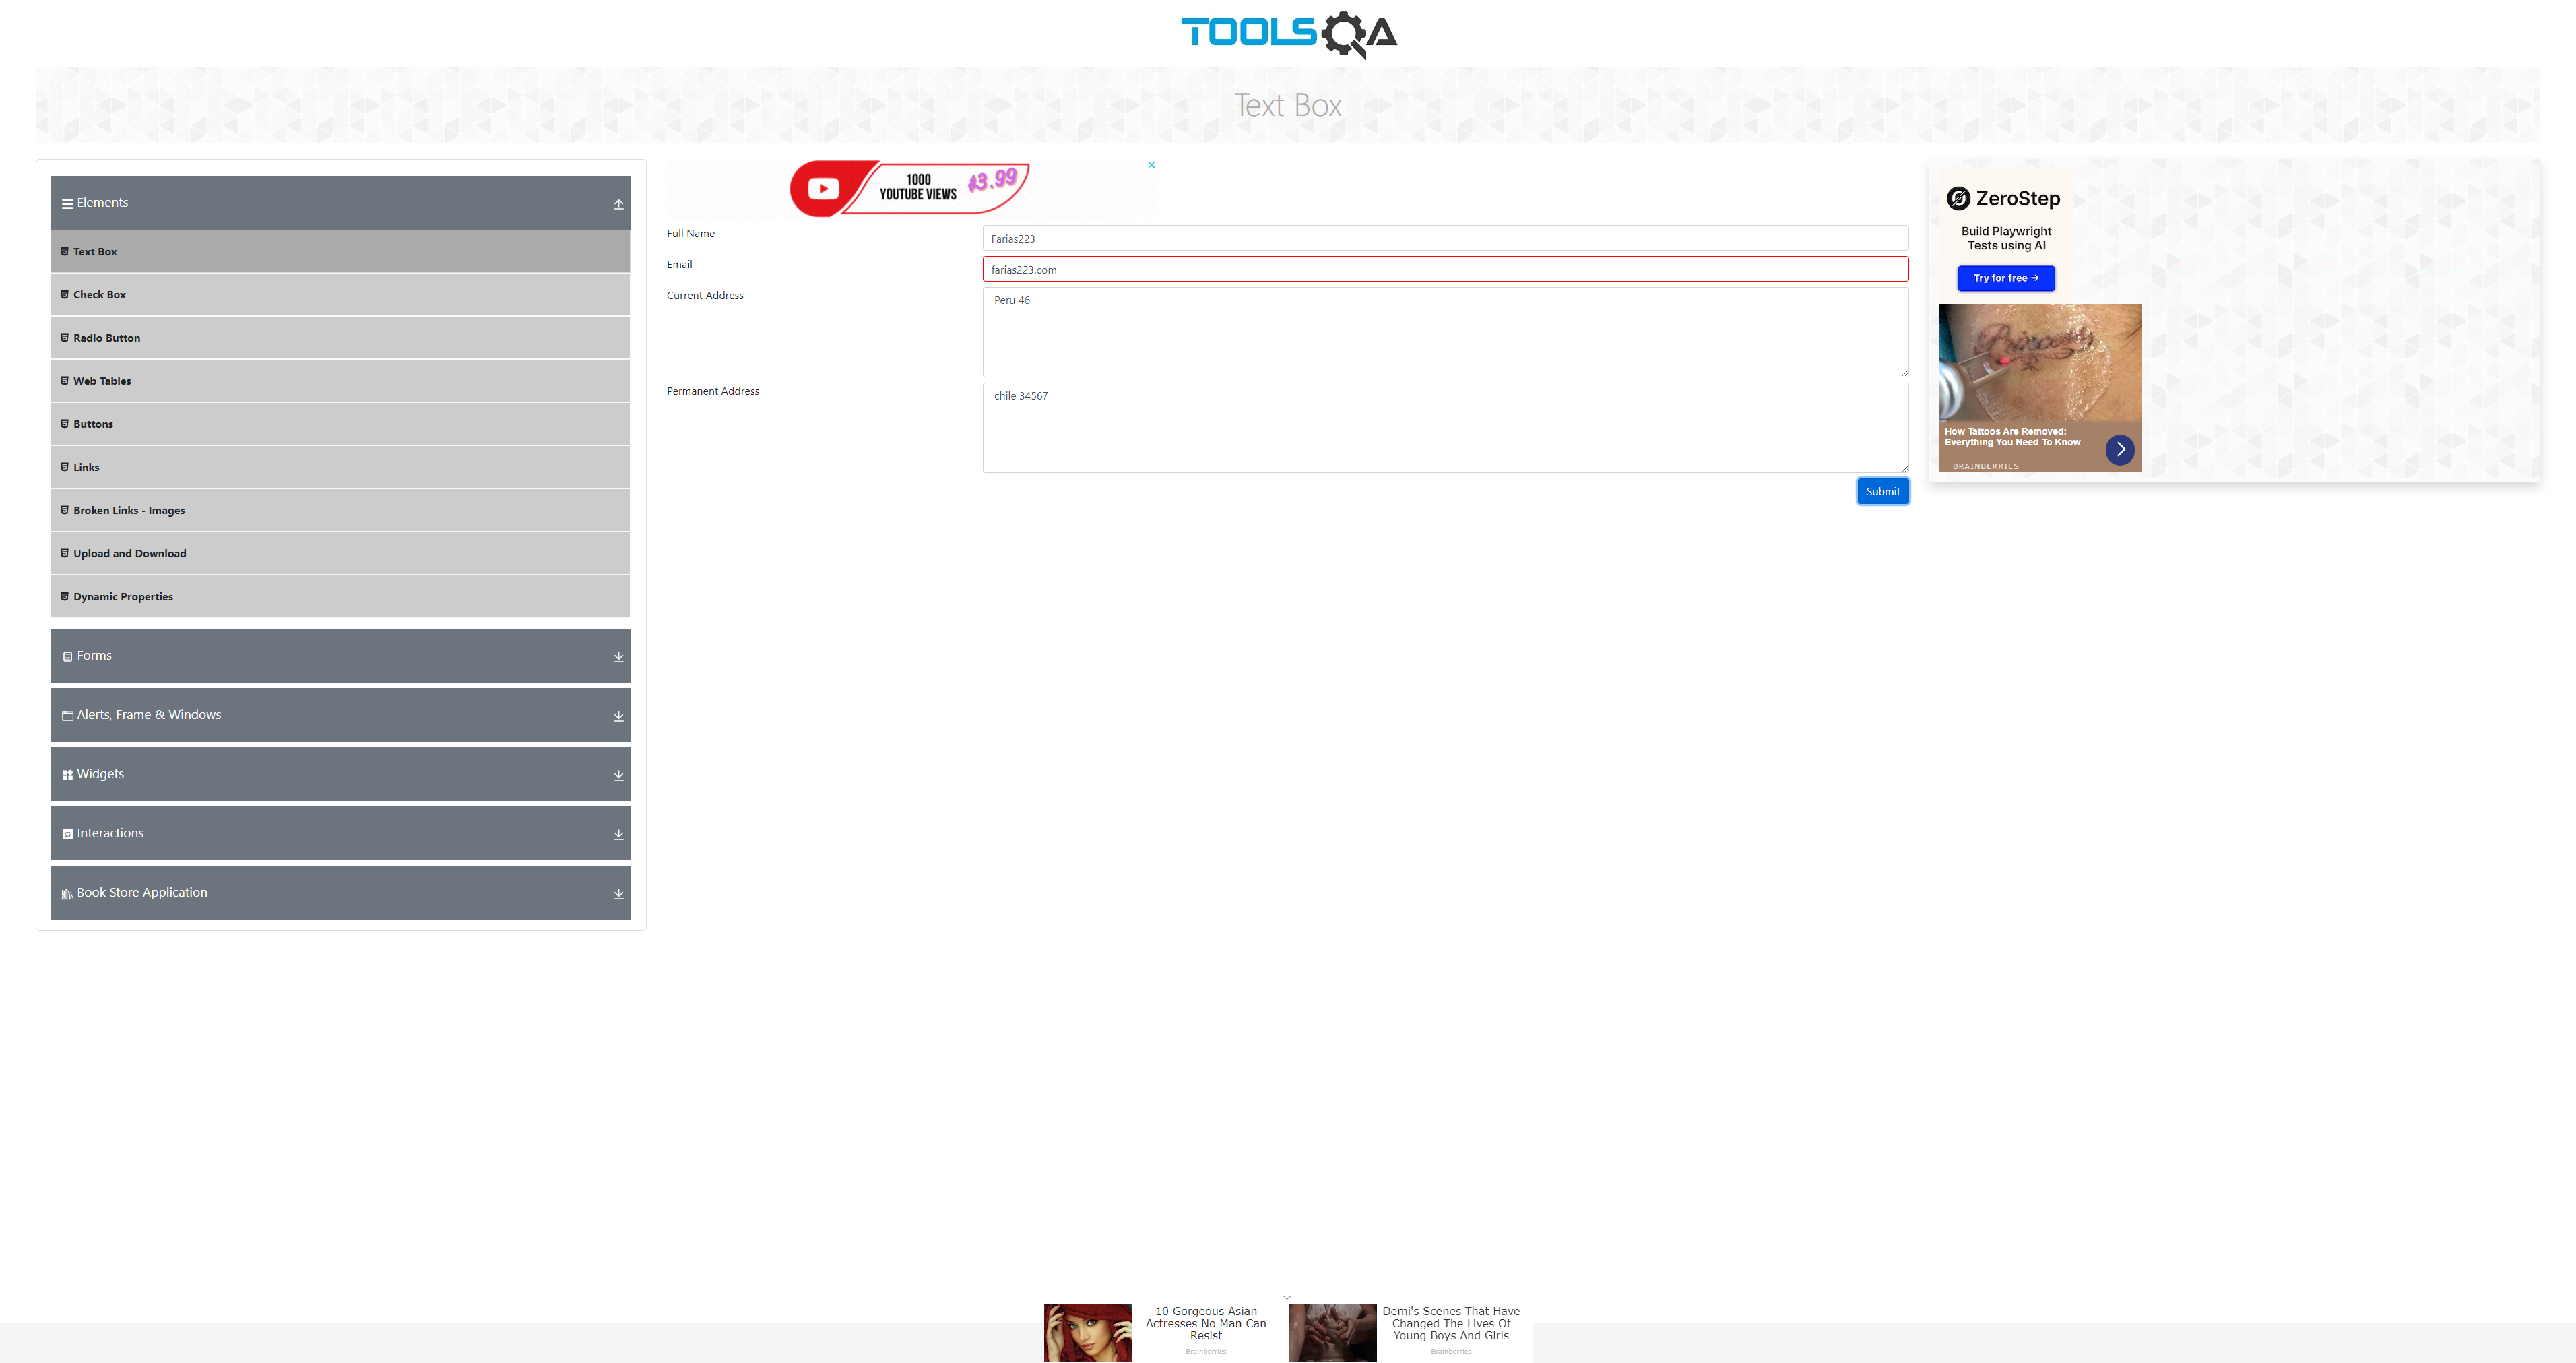 TOOLSQA
Text Box
Elements
Text Box
Check Box
Radio Button
Web Tables
Buttons
Links
Broken Links - Images
Upload and Download
Dynamic Properties
Forms
Alerts, Frame & Windows
Widgets
Interactions
Book Store Application
1000
YOUTUBE VIEWS
$3.99
Full Name
Farias223
Email
farias223.com
Current Address
Peru 46
Permanent Address
chile 34567
Submit
ZeroStep
Build Playwright
Tests using AI
Try for free →
Princess
How Tattoos Are Removed:
Everything You Need To Know
BRAINBERRIES
10 Gorgeous Asian
Actresses No Man Can
Resist
Brainberries
Demi's Scenes That Have
Changed The Lives Of
Young Boys And Girls
Brainberries